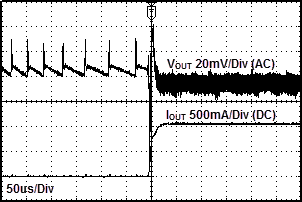 VOUT 20mV/Div (AC)
IOUT 500mA/Div (DC)
50us/Div